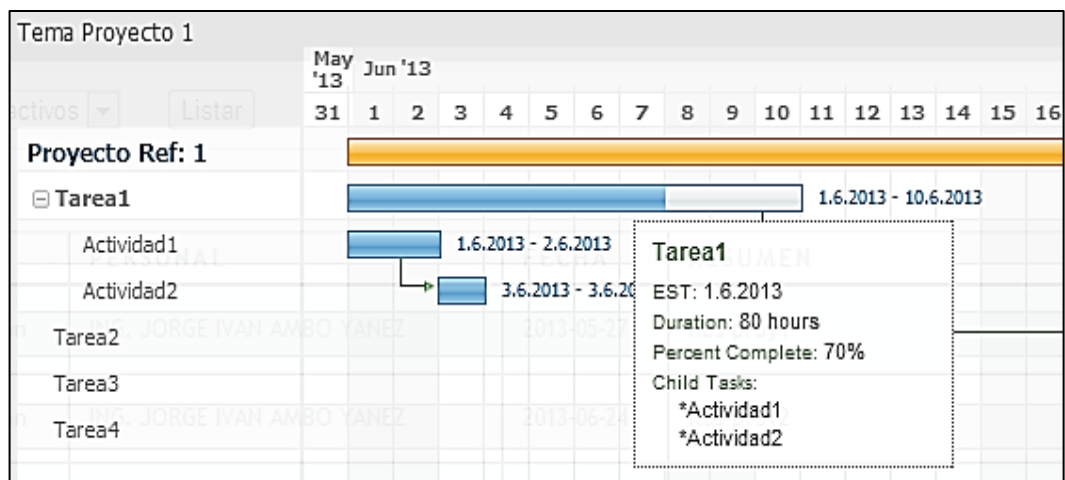 Tema Proyecto 1
May '13 Jun '13
activos Listar
31 1 2 3 4 5 6 7 8 9 10 11 12 13 14 15 16
Proyecto Ref: 1
Tarea1 1.6.2013 - 10.6.2013
Actividad1 1.6.2013 - 2.6.2013
PERSONAL FECHA RESUMEN
Actividad2 3.6.2013 - 3.6.20
ING. JORGE IVAN AMBO YANEZ 2013-05-27
Tarea2
Tarea3
ING. JORGE IVAN AMBO YANEZ 2013-06-24
Tarea4
Tarea1
EST: 1.6.2013
Duration: 80 hours
Percent Complete: 70%
Child Tasks:
*Actividad1
*Actividad2